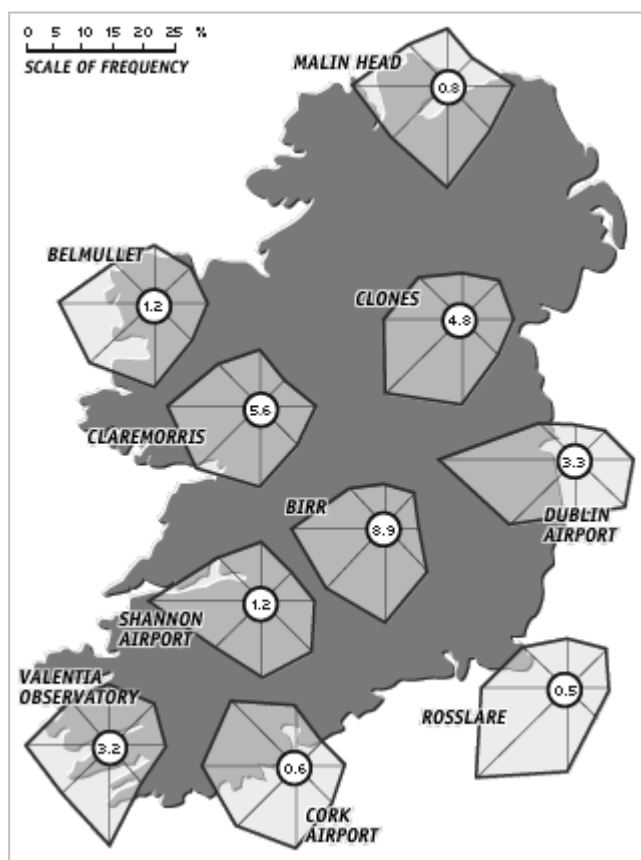 0 5 10 15 20 25 %
SCALE OF FREQUENCY
MALIN HEAD
0.8
BELMULLET
1.2
CLONES
4.8
CLAREMORRIS
5.6
DUBLIN
AIRPORT
3.3
BIRR
8.9
SHANNON
AIRPORT
1.2
VALENTIA
OBSERVATORY
3.2
ROSSLARE
0.5
CORK
AIRPORT
0.6